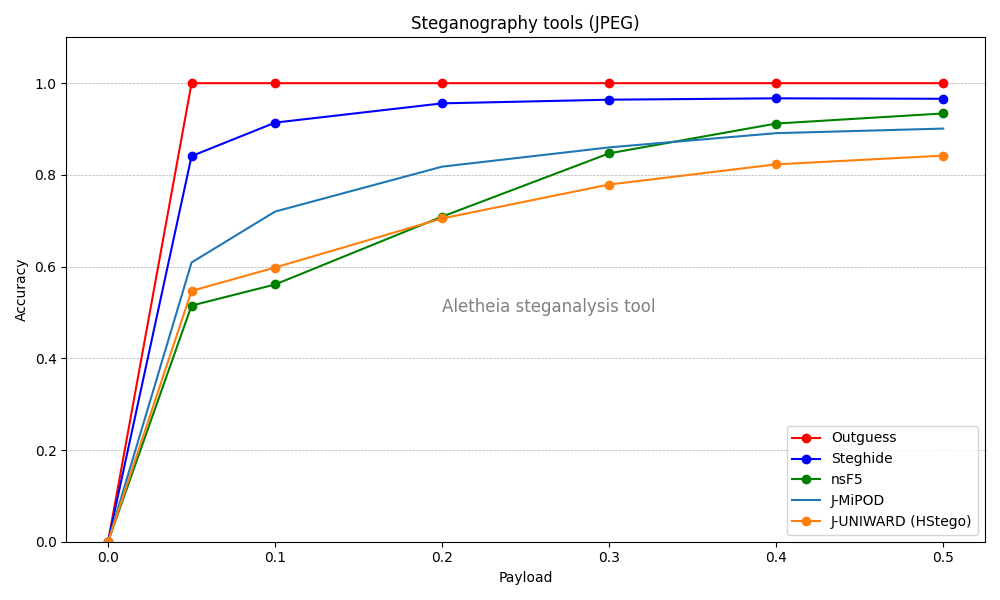 Steganography tools (JPEG)
1.0
0.8
0.6
0.4
0.2
0.0
Accuracy
Aletheia steganalysis tool
Outguess
Steghide
nsF5
J-MiPOD
J-UNIWARD (HStego)
0.0 0.1 0.2 0.3 0.4 0.5
Payload